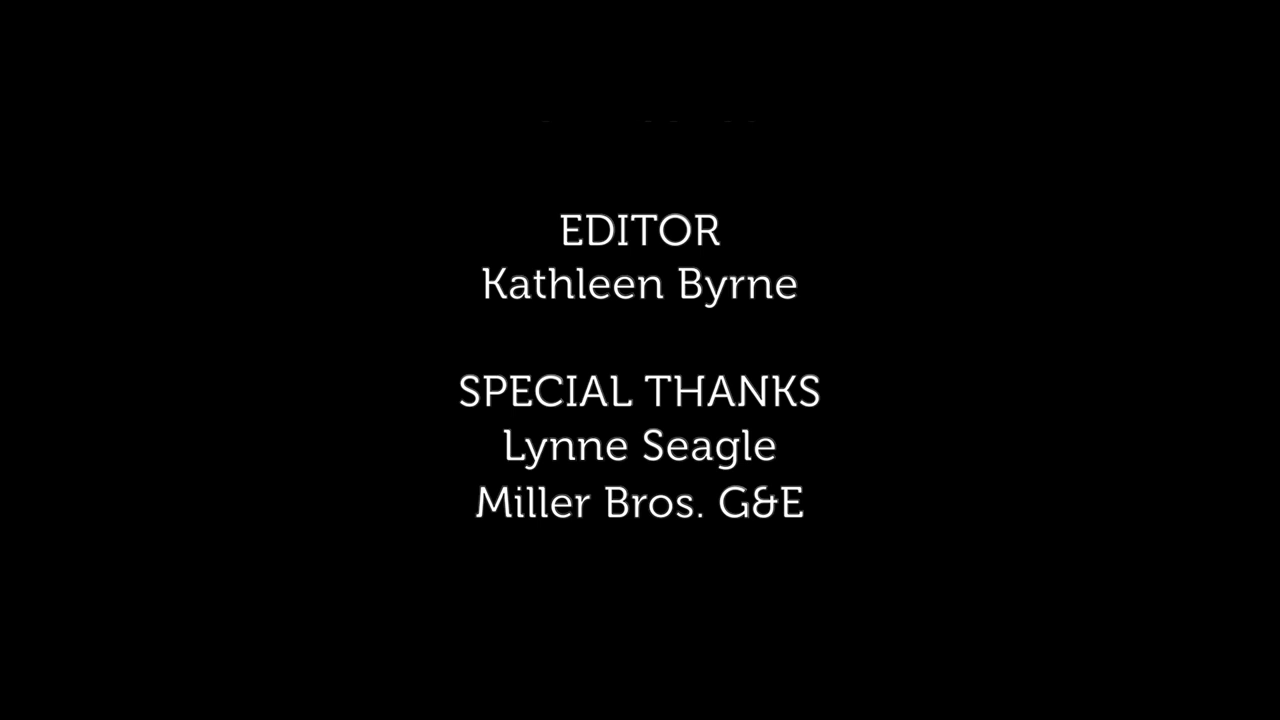 EDITOR
Kathleen Byrne
SPECIAL THANKS
Lynne Seagle
Miller Bros. G&E